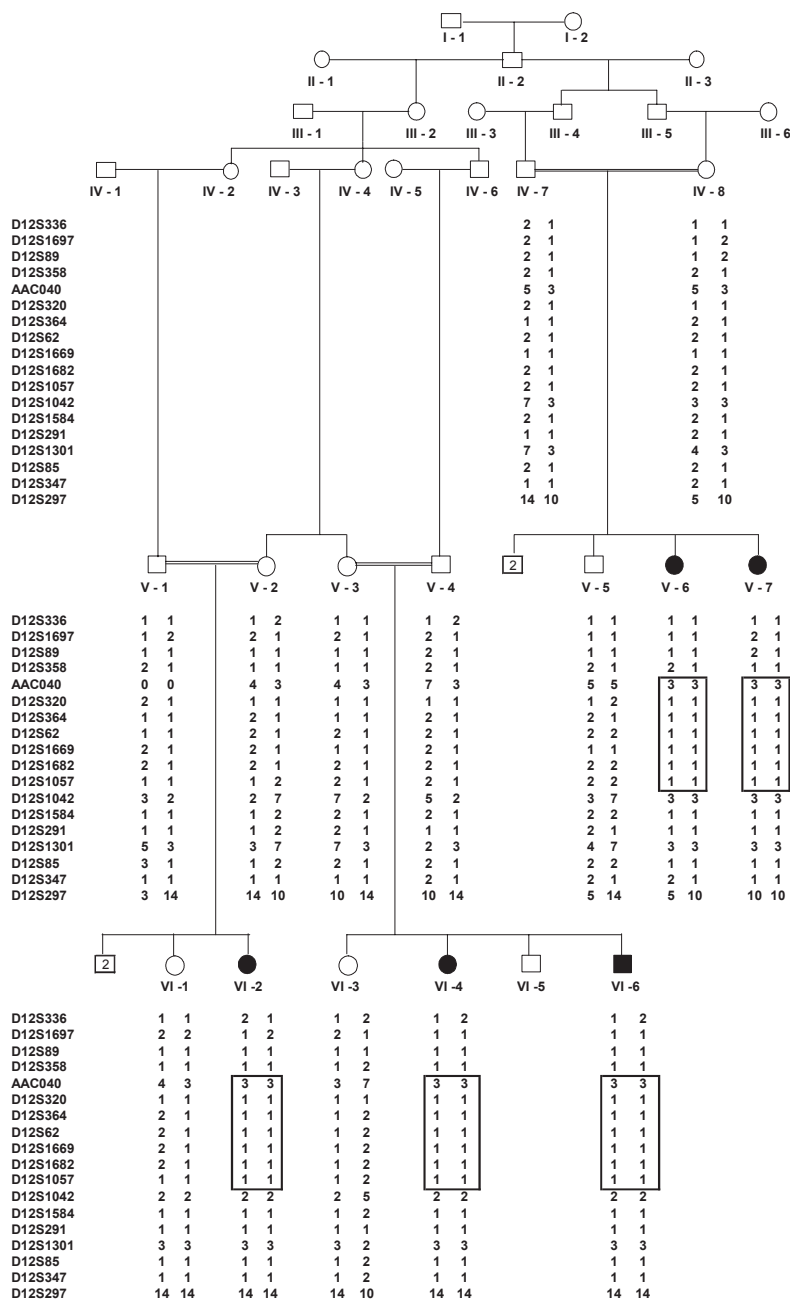 I - 1 I - 2
II - 1 II - 2 II - 3
III - 1 III - 2 III - 3 III - 4 III - 5 III - 6
IV - 1 IV - 2 IV - 3 IV - 4 IV - 5 IV - 6 IV - 7 IV - 8
D12S336 2 1 1 1
D12S1697 2 1 1 2
D12S89 2 1 1 2
D12S358 2 1 2 1
AAC040 5 3 5 3
D12S320 2 1 1 1
D12S364 1 1 2 1
D12S62 2 1 2 1
D12S1669 1 1 1 1
D12S1682 2 1 2 1
D12S1057 2 1 2 1
D12S1042 7 3 3 3
D12S1584 2 1 2 1
D12S291 1 1 2 1
D12S1301 7 3 4 3
D12S85 2 1 2 1
D12S347 1 1 2 1
D12S297 14 10 5 10
2
V - 1 V - 2 V - 3 V - 4 V - 5 V - 6 V - 7
D12S336 1 1 1 2 1 1 1 2 1 1 1 1 1 1
D12S1697 1 2 2 1 2 1 2 1 1 1 1 1 2 1
D12S89 1 1 1 1 1 1 2 1 1 1 1 1 2 1
D12S358 2 1 1 1 1 1 2 1 2 1 2 1 1 1
AAC040 0 0 4 3 4 3 7 3 5 5 3 3 3 3
D12S320 2 1 1 1 1 1 1 1 1 2 1 1 1 1
D12S364 1 1 2 1 2 1 2 1 2 1 1 1 1 1
D12S62 1 1 2 1 2 1 2 1 2 2 1 1 1 1
D12S1669 2 1 2 1 1 1 2 1 1 1 1 1 1 1
D12S1682 2 1 2 1 2 1 2 1 2 2 1 1 1 1
D12S1057 1 1 1 2 2 1 2 1 2 2 1 1 1 1
D12S1042 3 2 2 7 7 2 5 2 3 7 3 3 3 3
D12S1584 1 1 1 2 2 1 2 1 2 2 1 1 1 1
D12S291 1 1 1 2 2 1 1 1 2 1 1 1 1 1
D12S1301 5 3 3 7 7 3 2 3 4 7 3 3 3 3
D12S85 3 1 1 2 2 1 2 1 2 2 1 1 1 1
D12S347 1 1 1 1 1 1 2 1 2 1 2 1 1 1
D12S297 3 14 14 10 10 14 10 14 5 14 5 10 10 10
2
VI -1 VI -2 VI -3 VI -4 VI -5 VI -6
D12S336 1 1 2 1 1 2 1 2 1 2
D12S1697 2 2 1 2 2 1 1 1 1 1
D12S89 1 1 1 1 1 1 1 1 1 1
D12S358 1 1 1 1 1 2 1 1 1 1
AAC040 4 3 3 3 3 7 3 3 3 3
D12S320 1 1 1 1 1 1 1 1 1 1
D12S364 2 1 1 1 1 2 1 1 1 1
D12S62 2 1 1 1 1 2 1 1 1 1
D12S1669 2 1 1 1 1 2 1 1 1 1
D12S1682 2 1 1 1 1 2 1 1 1 1
D12S1057 1 1 1 1 1 2 1 1 1 1
D12S1042 2 2 2 2 2 5 2 2 2 2
D12S1584 1 1 1 1 1 2 1 1 1 1
D12S291 1 1 1 1 1 1 1 1 1 1
D12S1301 3 3 3 3 3 2 3 3 3 3
D12S85 1 1 1 1 1 2 1 1 1 1
D12S347 1 1 1 1 1 2 1 1 1 1
D12S297 14 14 14 14 14 10 14 14 14 14